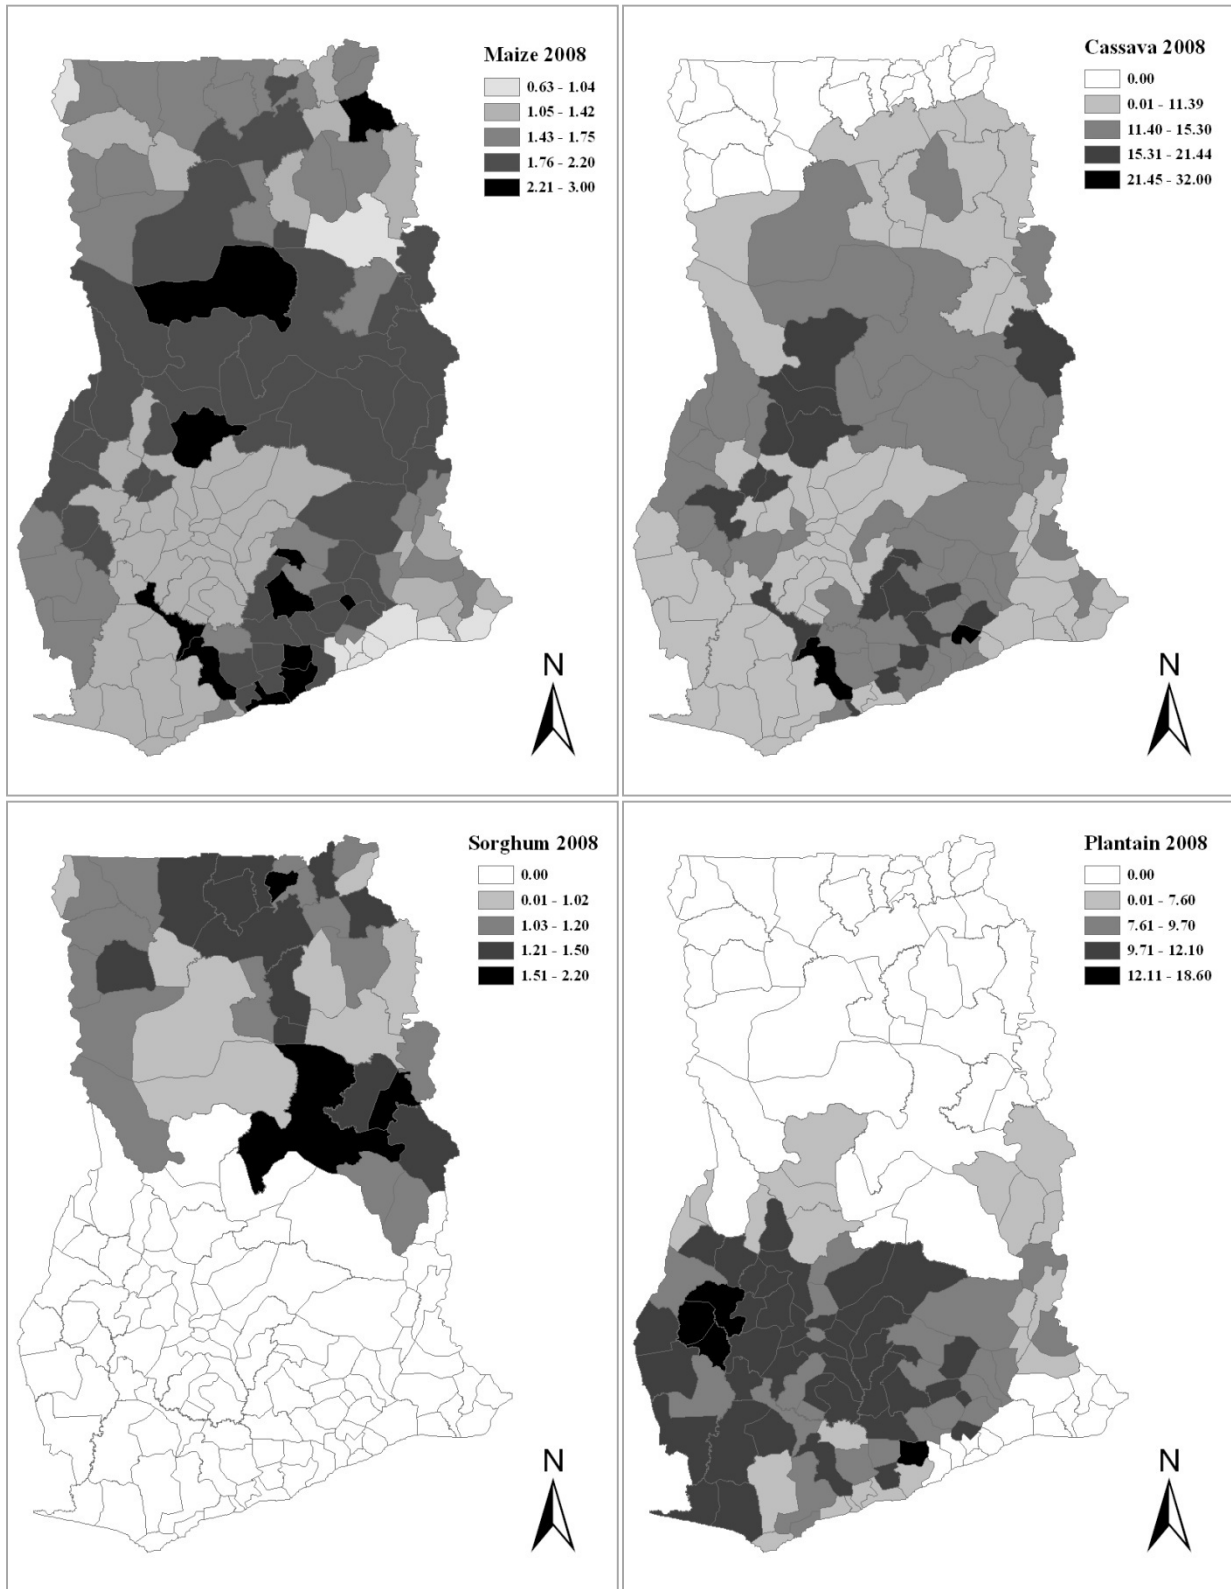 Maize 2008
0.63 - 1.04
1.05 - 1.42
1.43 - 1.75
1.76 - 2.20
2.21 - 3.00
N
Cassava 2008
0.00
0.01 - 11.39
11.40 - 15.30
15.31 - 21.44
21.45 - 32.00
N
Sorghum 2008
0.00
0.01 - 1.02
1.03 - 1.20
1.21 - 1.50
1.51 - 2.20
N
Plantain 2008
0.00
0.01 - 7.60
7.61 - 9.70
9.71 - 12.10
12.11 - 18.60
N